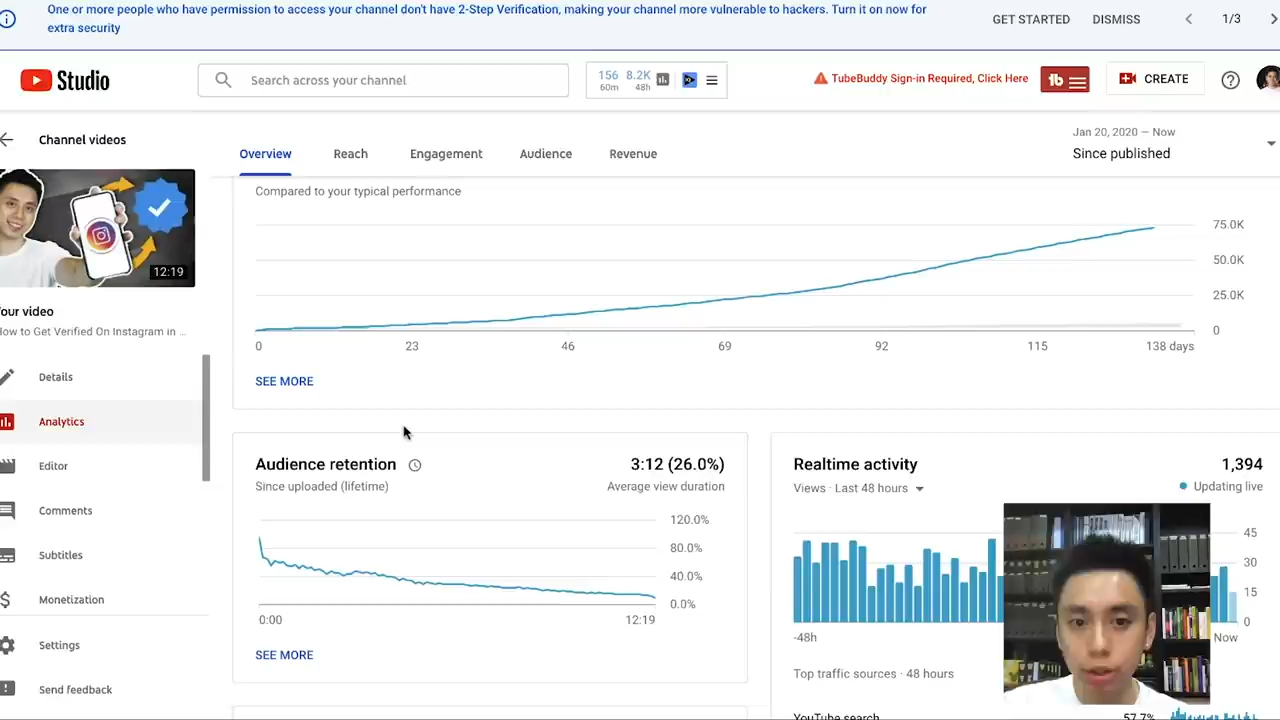 One or more people who have permission to access your channel don't have 2-Step Verification, making your channel more vulnerable to hackers. Turn it on now for
extra security
GET STARTED
DISMISS
1/3
Studio
Search across your channel
156 8.2K
60m 48h
TubeBuddy Sign-in Required, Click Here
tb
CREATE
Channel videos
Overview
Reach
Engagement
Audience
Revenue
Jan 20, 2020 – Now
Since published
Compared to your typical performance
75.0K
50.0K
25.0K
0
0 23 46 69 92 115 138 days
SEE MORE
12:19
Your video
How to Get Verified On Instagram in ...
Details
Analytics
Editor
Comments
Subtitles
Monetization
Settings
Send feedback
Audience retention
3:12 (26.0%)
Since uploaded (lifetime)
Average view duration
120.0%
80.0%
40.0%
0.0%
0:00
12:19
SEE MORE
Realtime activity
1,394
Views · Last 48 hours
Updating live
45
30
15
0
-48h
Now
Top traffic sources · 48 hours
YouTube search
57.7%